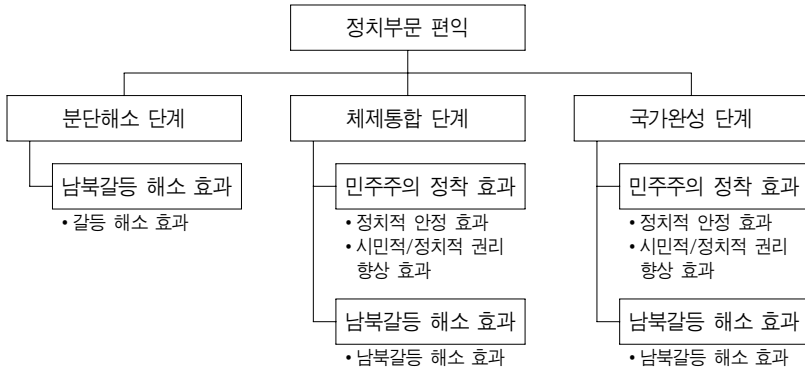 정치부문 편익
분단해소 단계
체제통합 단계
국가완성 단계
남북갈등 해소 효과
• 갈등 해소 효과
민주주의 정착 효과
• 정치적 안정 효과
• 시민적/정치적 권리
향상 효과
남북갈등 해소 효과
• 남북갈등 해소 효과
민주주의 정착 효과
• 정치적 안정 효과
• 시민적/정치적 권리
향상 효과
남북갈등 해소 효과
• 남북갈등 해소 효과